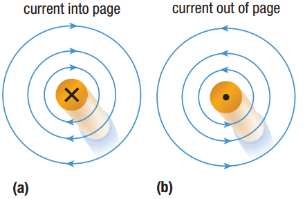 current into page
current out of page
(a)
(b)